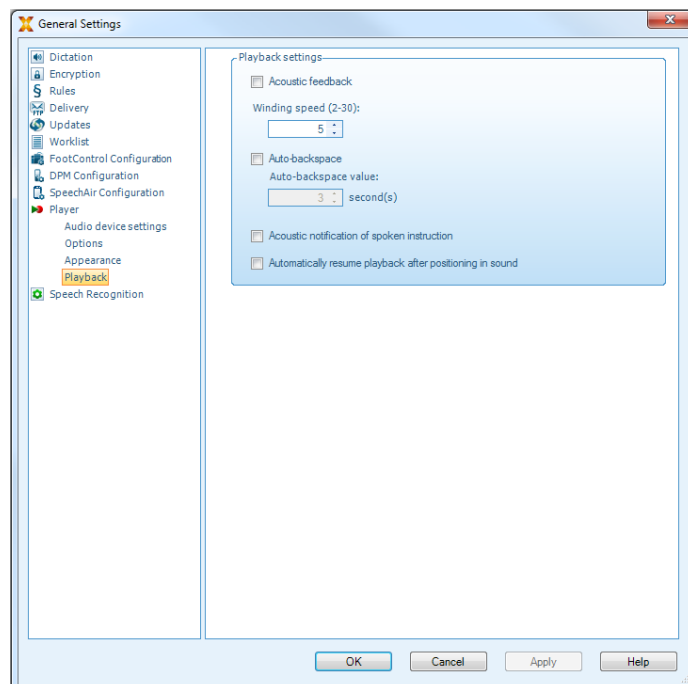 General Settings
Dictation
Encryption
Rules
Delivery
Updates
Worklist
FootControl Configuration
DPM Configuration
SpeechAir Configuration
Player
Audio device settings
Options
Appearance
Playback
Speech Recognition
Playback settings
Acoustic feedback
Winding speed (2-30):
5
Auto-backspace
Auto-backspace value:
3 second(s)
Acoustic notification of spoken instruction
Automatically resume playback after positioning in sound
OK Cancel Apply Help